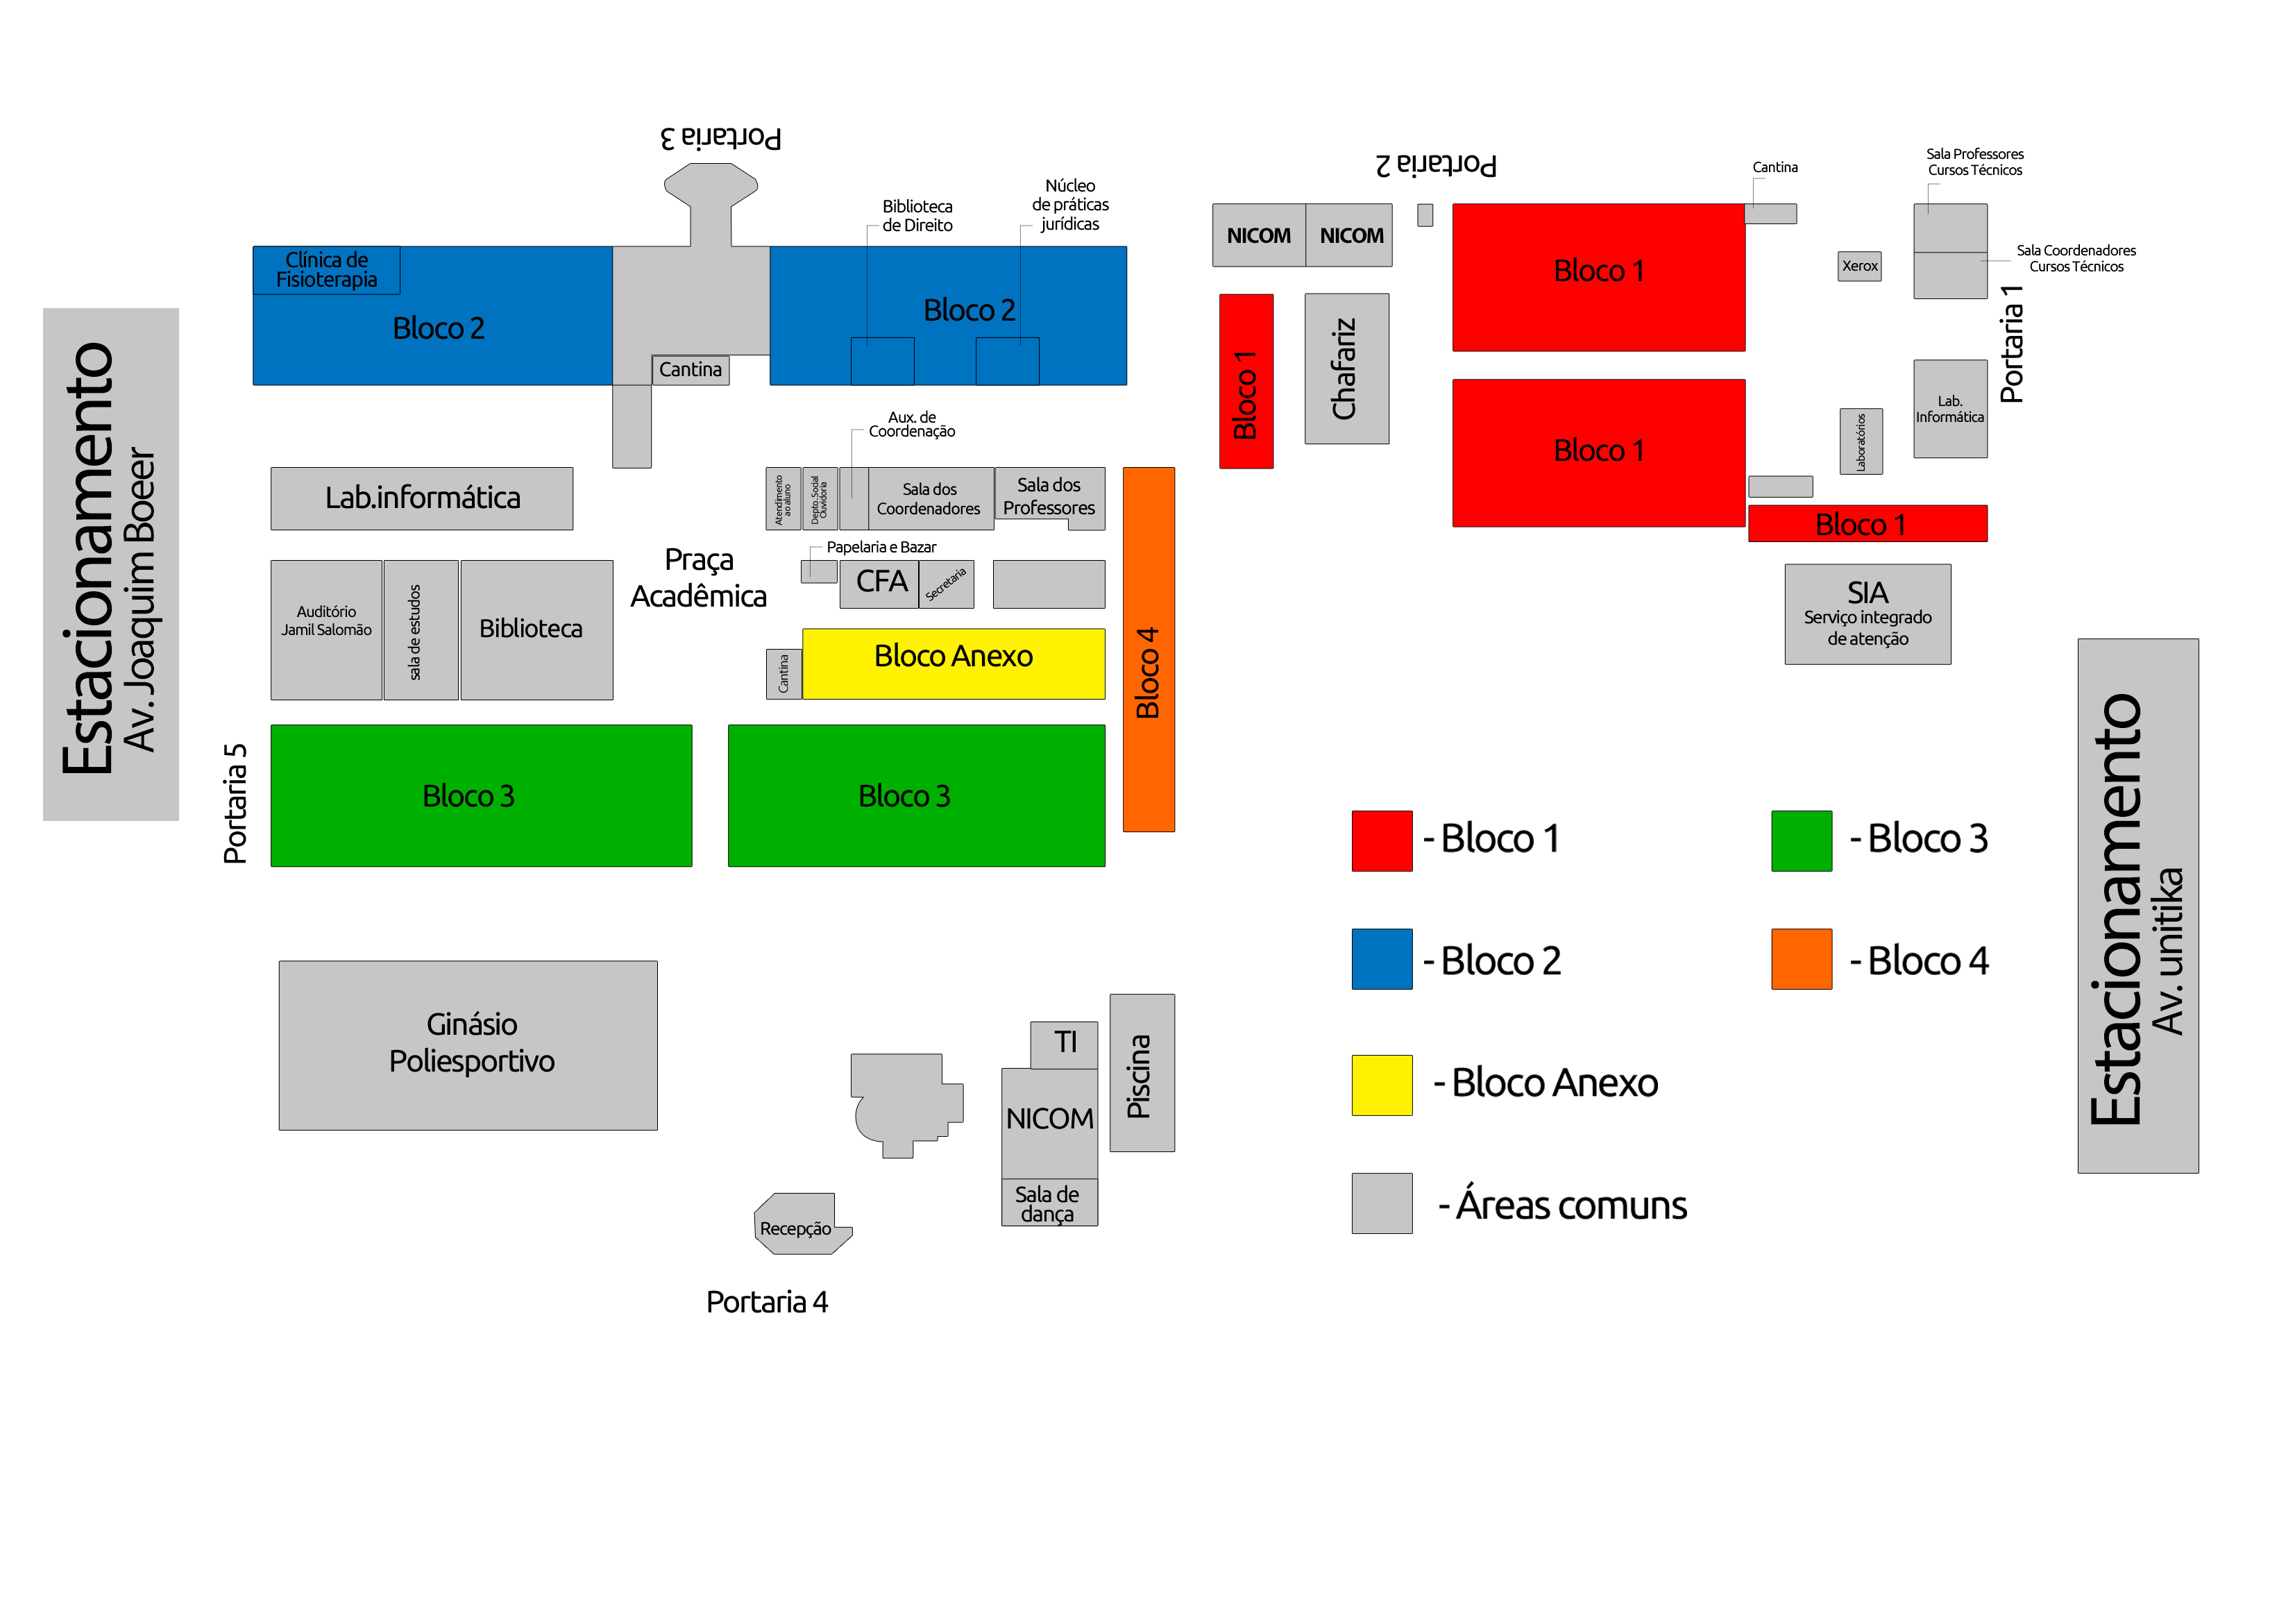 Portaria 3
Portaria 2
Biblioteca
de Direito
Núcleo
de práticas
jurídicas
Cantina
Sala Professores
Cursos Técnicos
Clínica de
Fisioterapia
Bloco 2
Bloco 2
Cantina
NICOM
NICOM
Bloco 1
Xerox
Sala Coordenadores
Cursos Técnicos
Portaria 1
Bloco 1
Chafariz
Bloco 1
Lab.
Informática
Laboratórios
Bloco 1
SIA
Serviço integrado
de atenção
Estacionamento
Av. Joaquim Boeer
Aux. de
Coordenação
Lab.informática
Atendimento
ao aluno
Depto. Social
Ouvidoria
Sala dos
Coordenadores
Sala dos
Professores
Praça
Acadêmica
Papelaria e Bazar
CFA
Secretaria
Auditório
Jamil Salomão
sala de estudos
Biblioteca
Cantina
Bloco Anexo
Bloco 4
Portaria 5
Bloco 3
Bloco 3
Ginásio
Poliesportivo
TI
NICOM
Sala de
dança
Piscina
Recepção
Portaria 4
- Bloco 1
- Bloco 3
- Bloco 2
- Bloco 4
- Bloco Anexo
- Áreas comuns
Estacionamento
Av. unitika